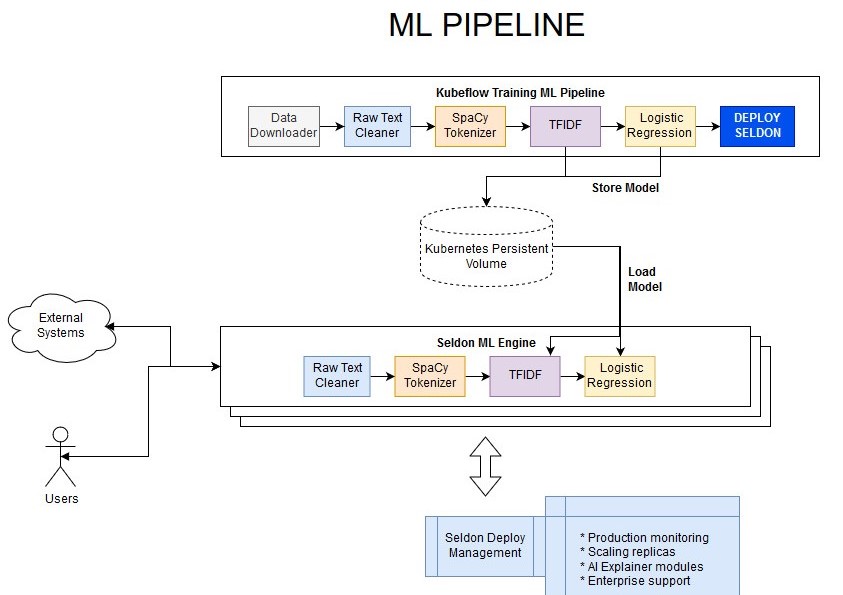 ML PIPELINE
Kubeflow Training ML Pipeline
Data
Downloader
Raw Text
Cleaner
SpaCy
Tokenizer
TFIDF
Logistic
Regression
DEPLOY
SELDON
Store Model
Kubernetes Persistent
Volume
Load
Model
External
Systems
Seldon ML Engine
Raw Text
Cleaner
SpaCy
Tokenizer
TFIDF
Logistic
Regression
Users
Seldon Deploy
Management
* Production monitoring
* Scaling replicas
* AI Explainer modules
* Enterprise support